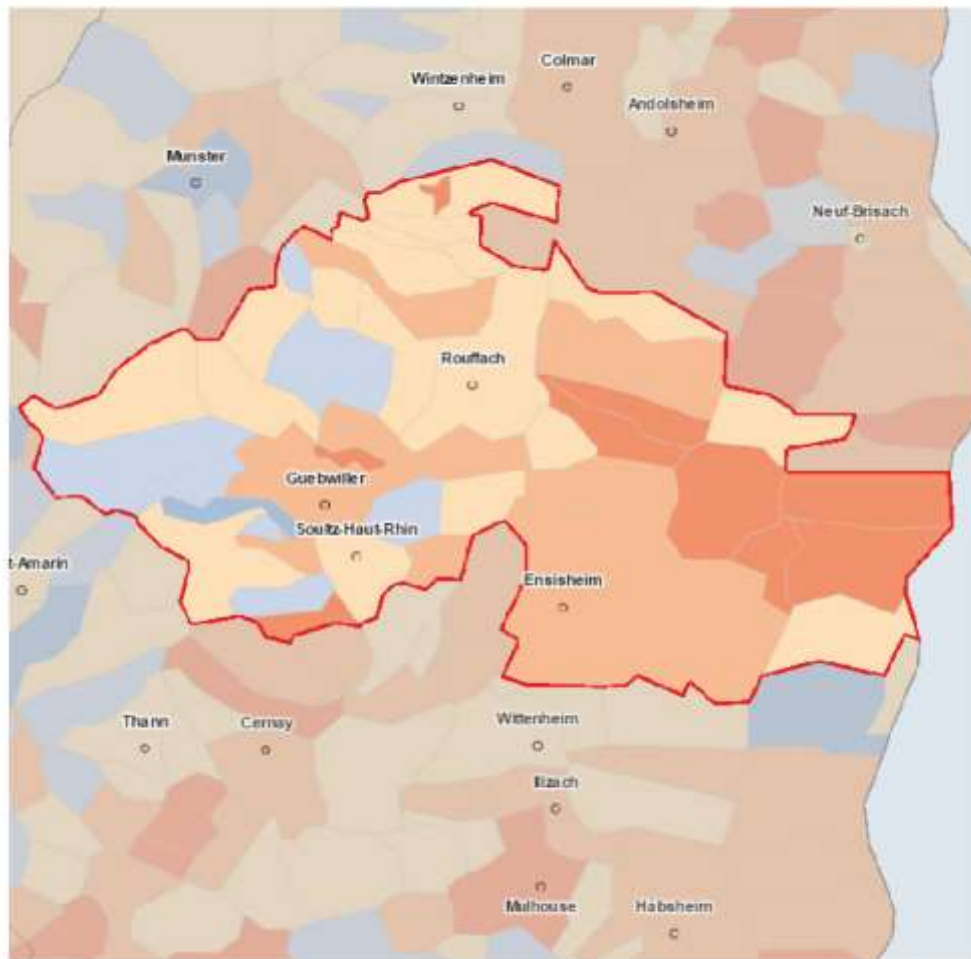 Colmar
Wintzenheim
Andolsheim
Munster
Neuf-Brisach
Rouffach
Guebwiller
Soultz-Haut-Rhin
t-Amarin
Ensisheim
Thann
Cernay
Wittenheim
Illzach
Mulhouse
Habsheim